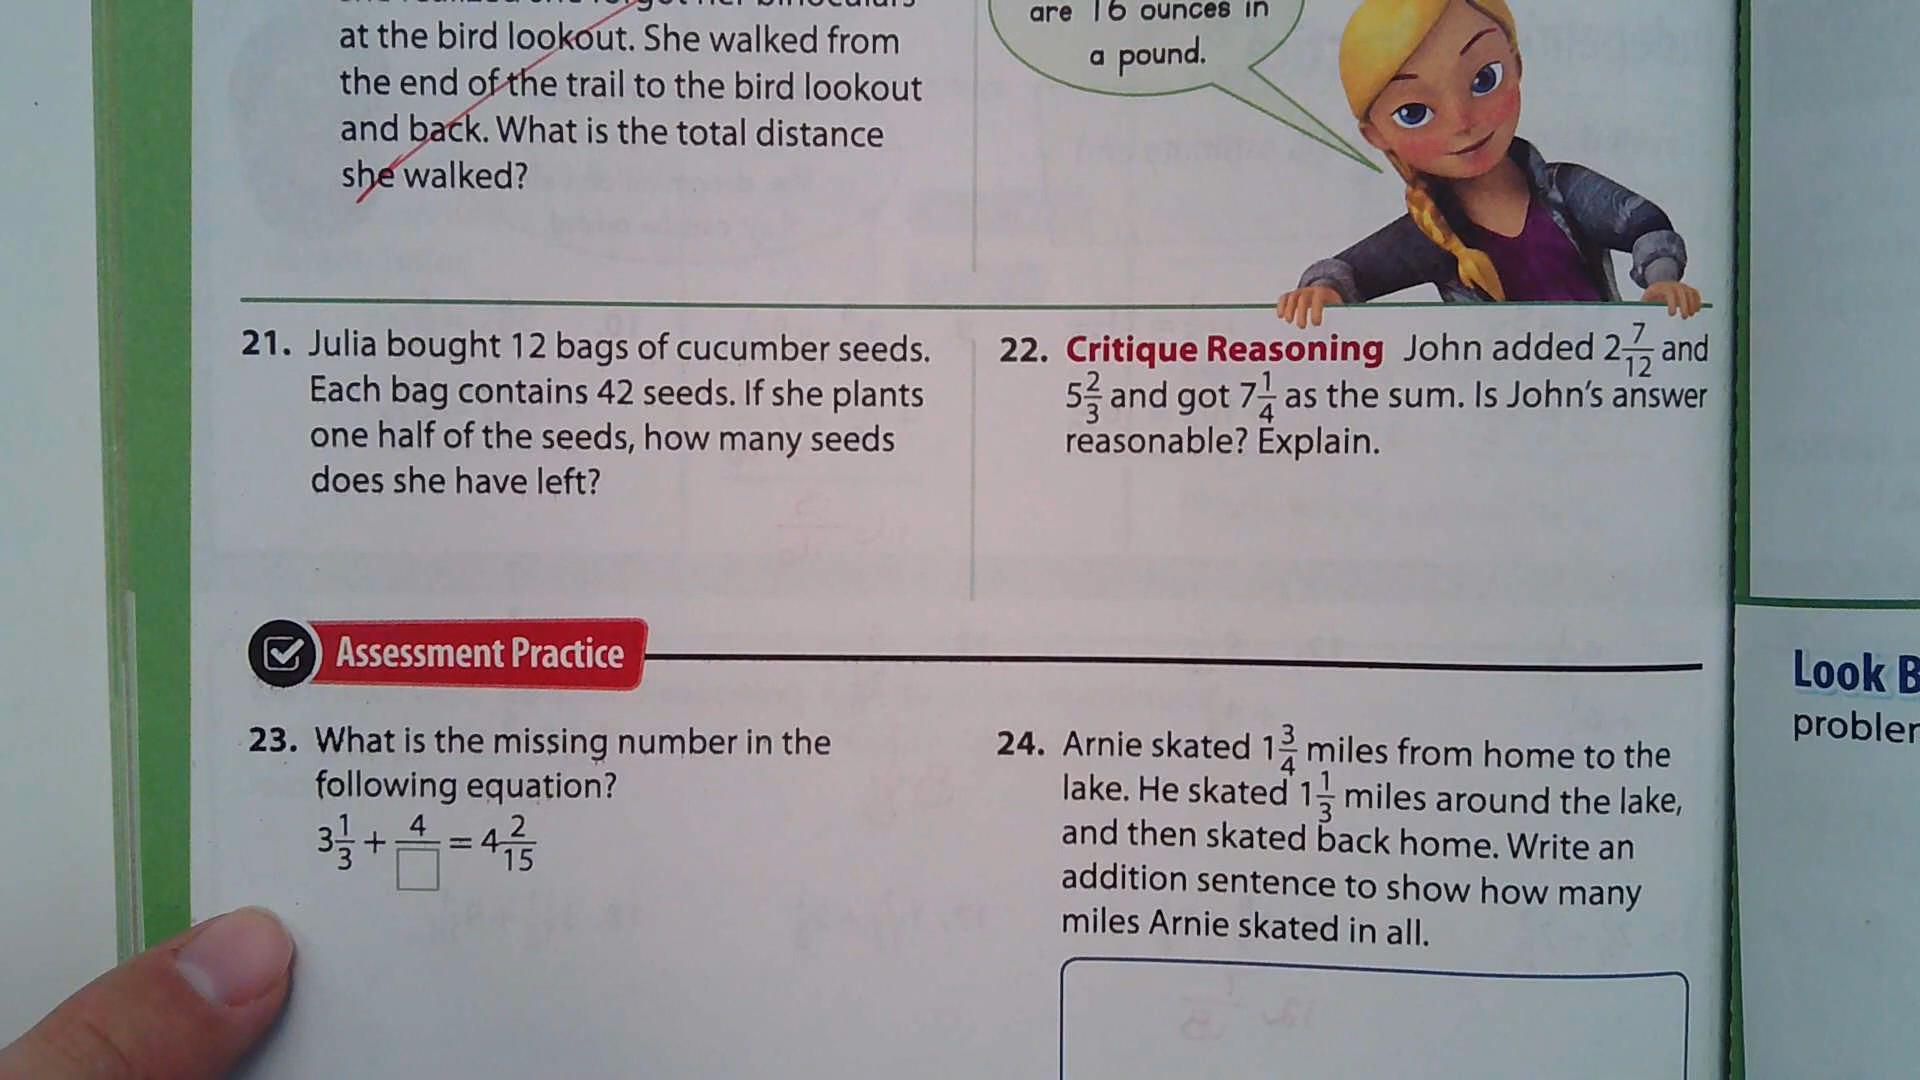 at the bird lookout. She walked from
the end of the trail to the bird lookout
and back. What is the total distance
she walked?
are 16 ounces in
a pound.
21. Julia bought 12 bags of cucumber seeds.
Each bag contains 42 seeds. If she plants
one half of the seeds, how many seeds
does she have left?
22. Critique Reasoning John added 2 7/12 and
5 2/3 and got 7 1/4 as the sum. Is John's answer
reasonable? Explain.
Assessment Practice
23. What is the missing number in the
following equation?
3 1/3 + 4/□ = 4 2/15
24. Arnie skated 1 3/4 miles from home to the
lake. He skated 1 1/3 miles around the lake,
and then skated back home. Write an
addition sentence to show how many
miles Arnie skated in all.
Look B
probler